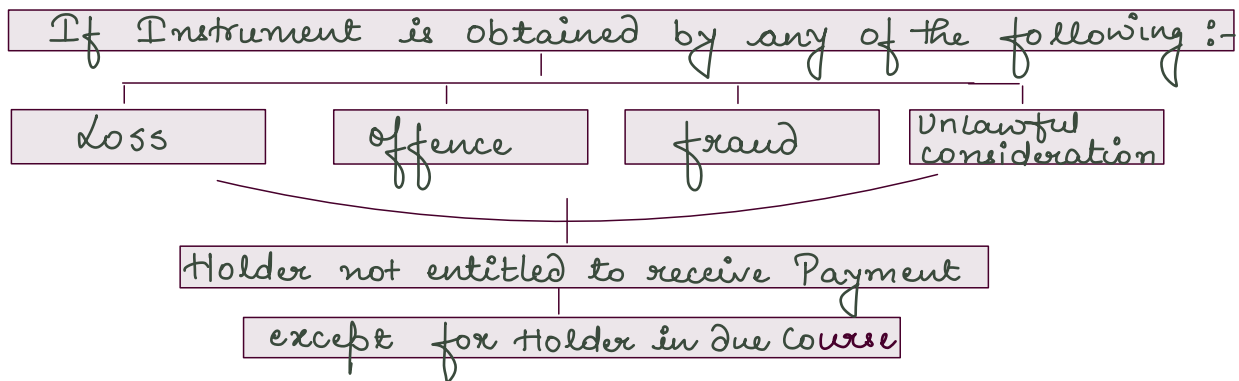 If Instrument is obtained by any of the following :-
Loss
offence
fraud
Unlawful
consideration
Holder not entitled to receive Payment
except for Holder in due Course